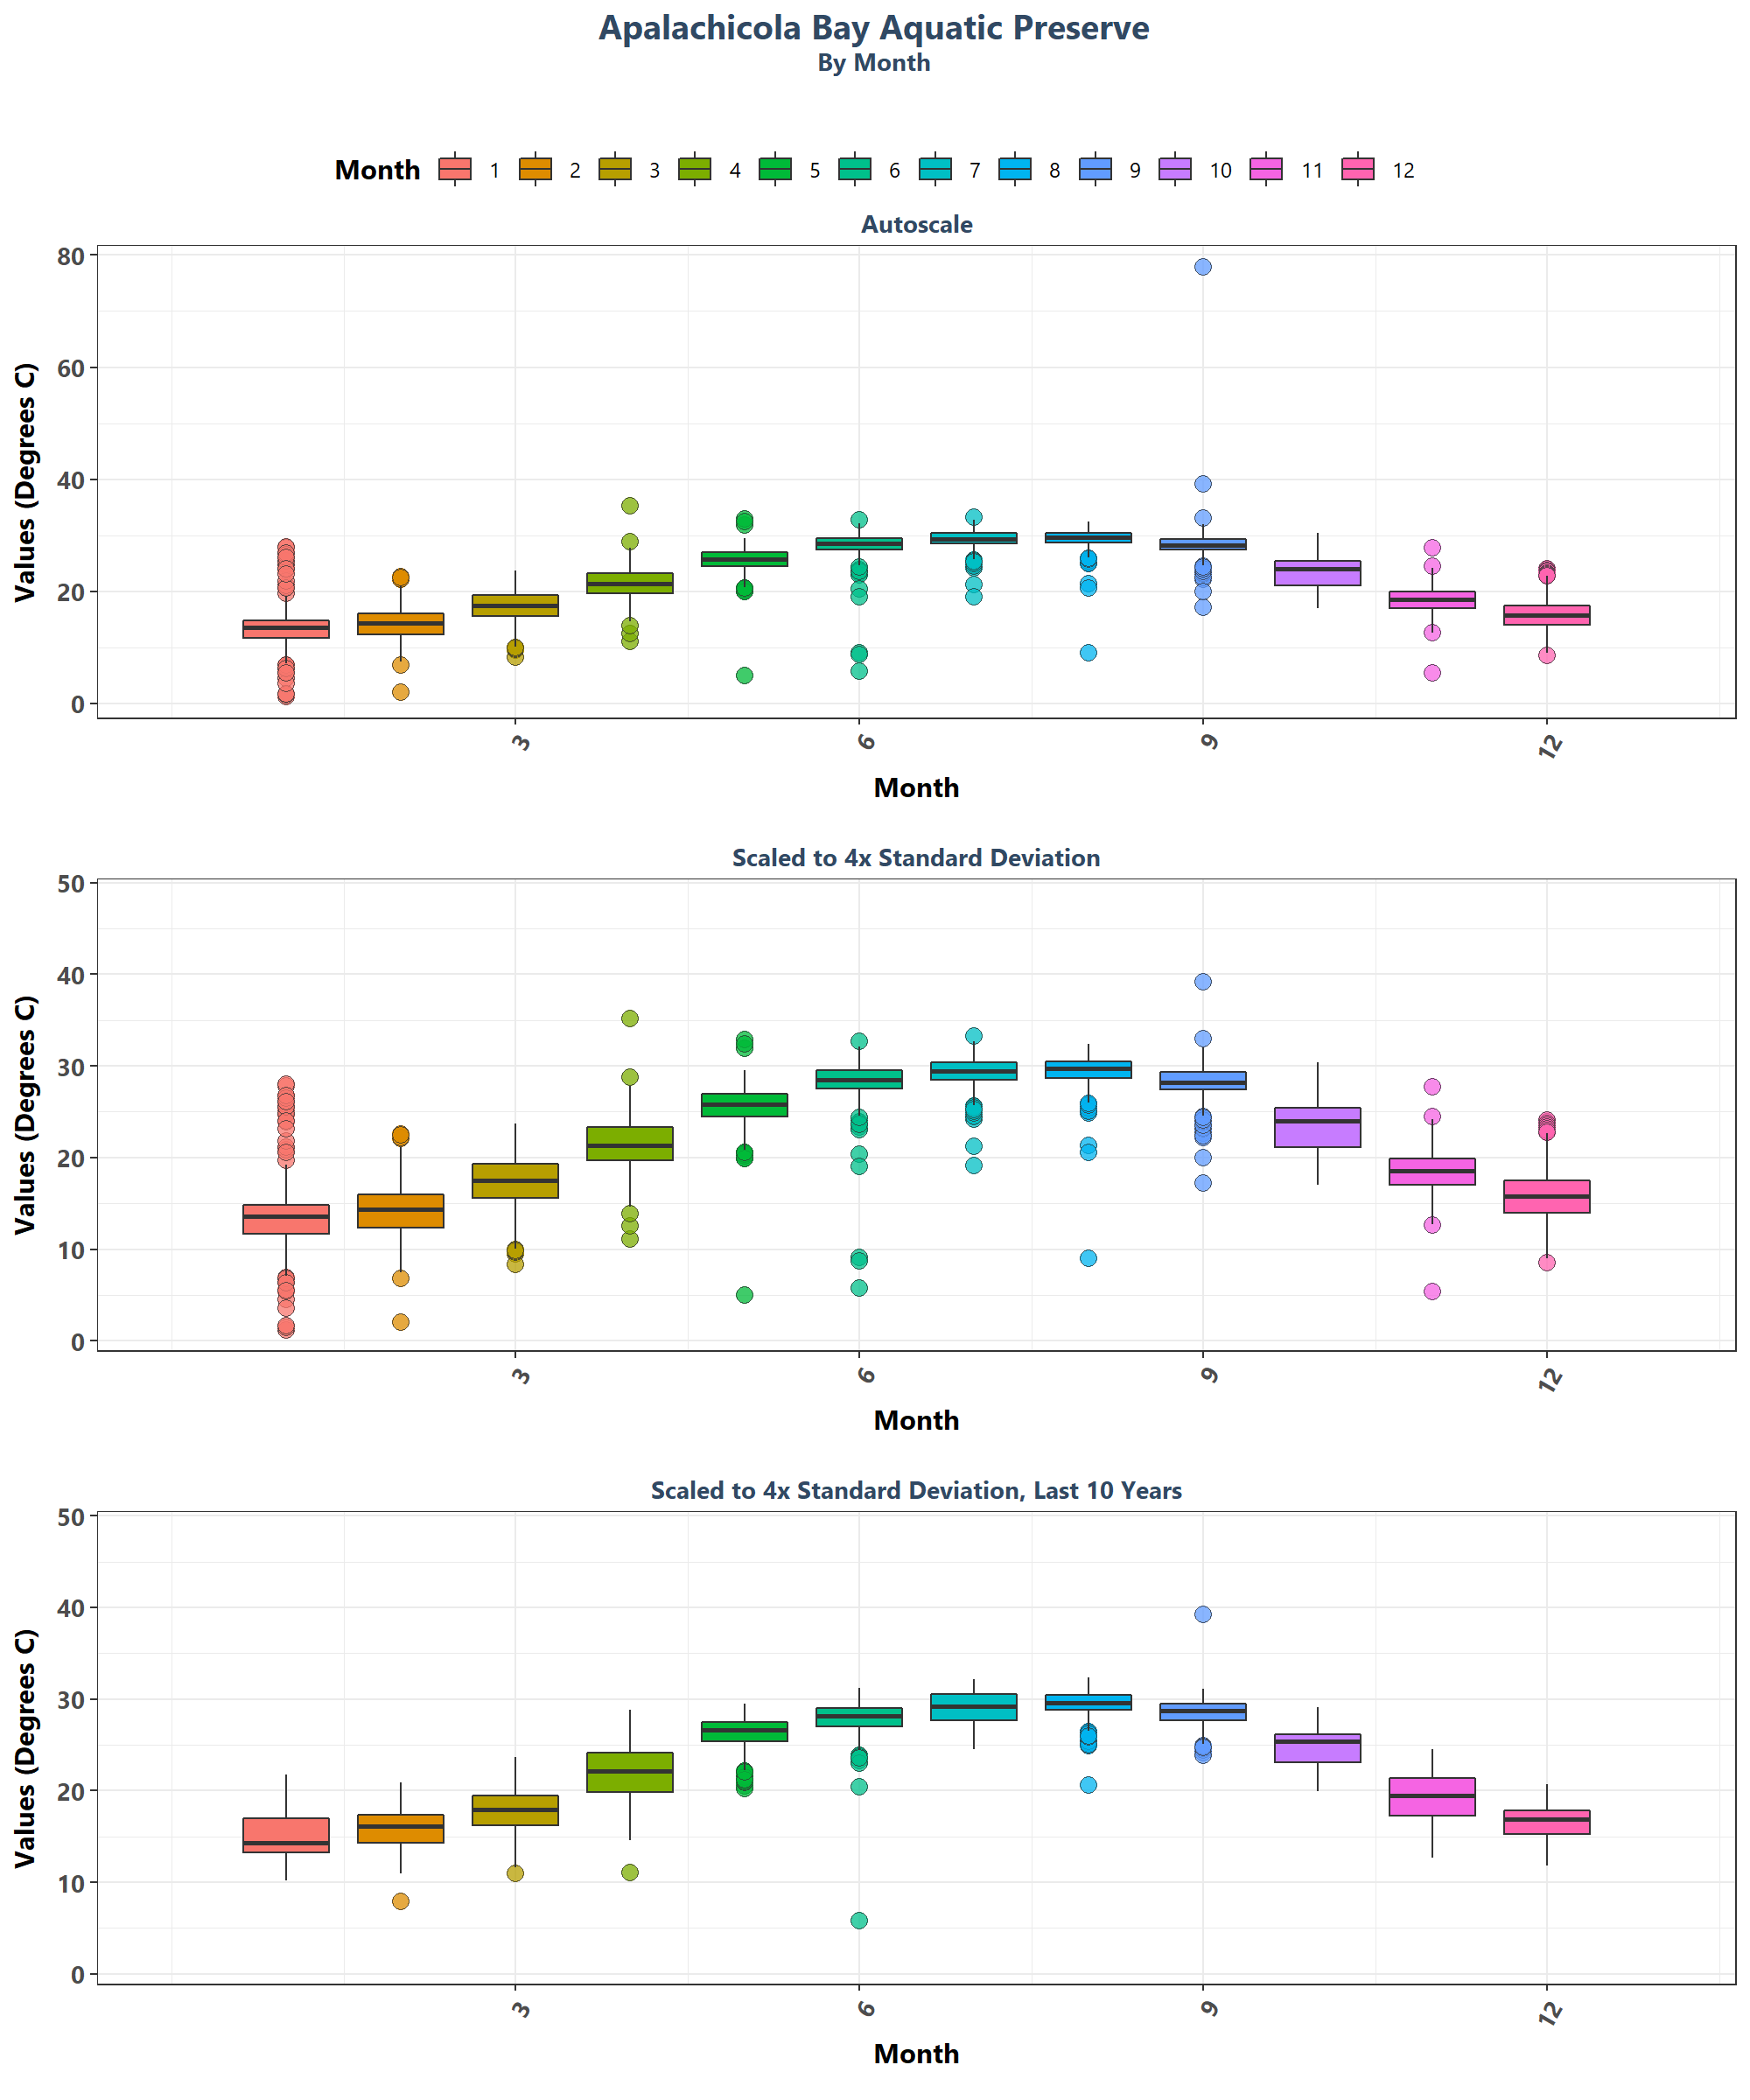 Apalachicola Bay Aquatic Preserve
By Month
Month 1 2 3 4 5 6 7 8 9 10 11 12
Autoscale
Values (Degrees C)
80
60
40
20
0
3 6 9 12
Month
Scaled to 4x Standard Deviation
Values (Degrees C)
50
40
30
20
10
0
3 6 9 12
Month
Scaled to 4x Standard Deviation, Last 10 Years
Values (Degrees C)
50
40
30
20
10
0
3 6 9 12
Month